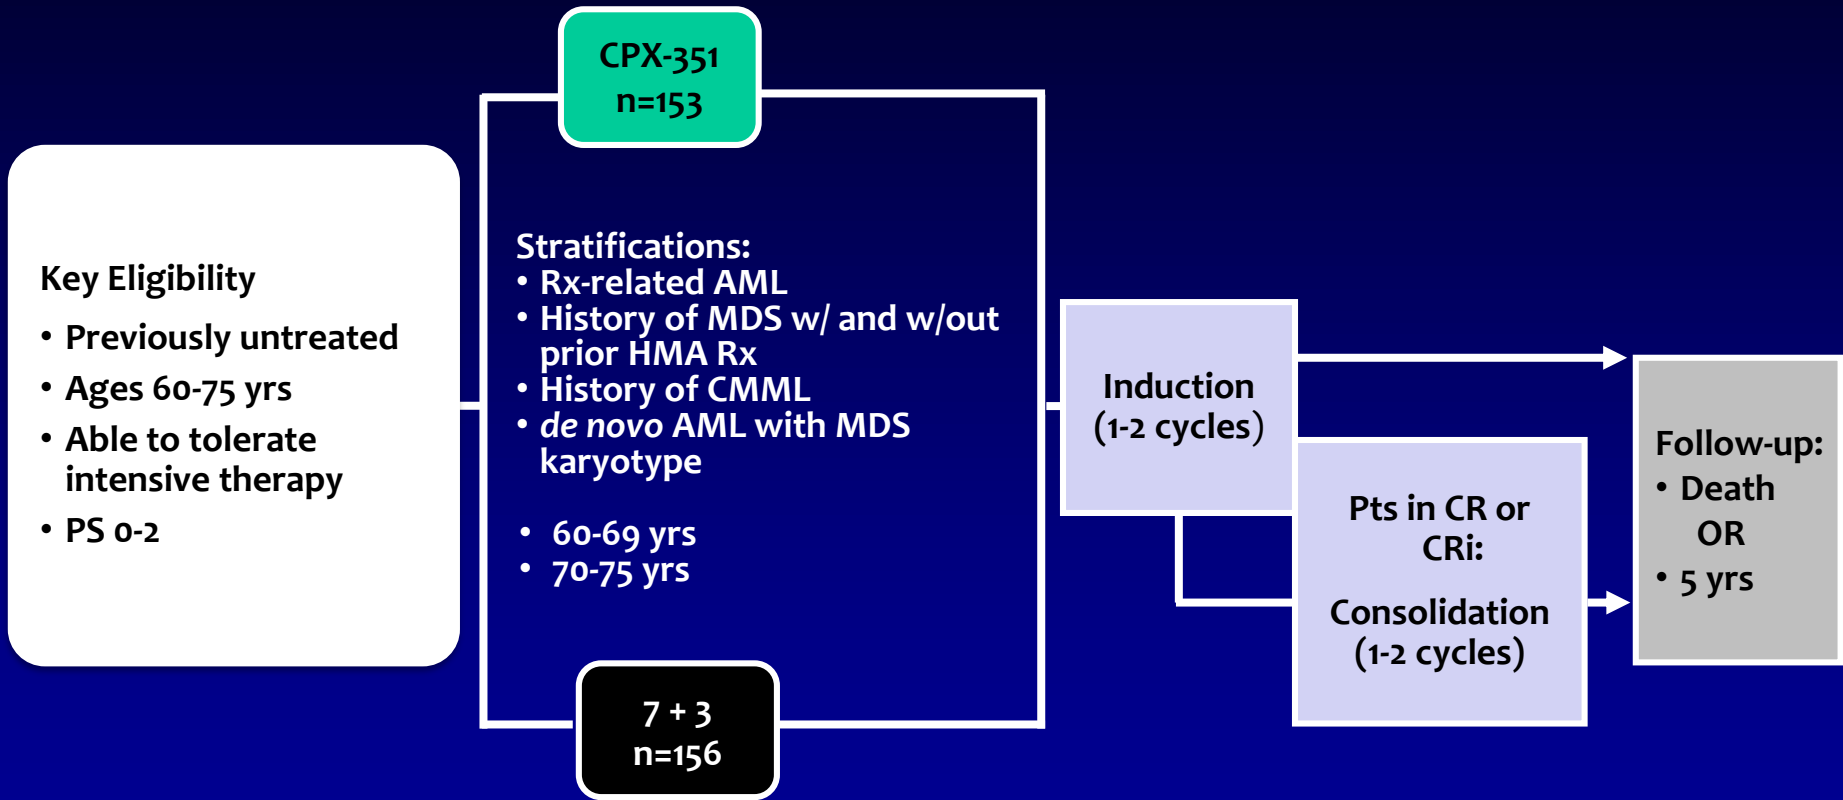 CPX-351
n=153
Key Eligibility
• Previously untreated
• Ages 60-75 yrs
• Able to tolerate
intensive therapy
• PS 0-2
Stratifications:
• Rx-related AML
• History of MDS w/ and w/out
prior HMA Rx
• History of CMML
• de novo AML with MDS
karyotype
• 60-69 yrs
• 70-75 yrs
7 + 3
n=156
Induction
(1-2 cycles)
Pts in CR or
CRi:
Consolidation
(1-2 cycles)
Follow-up:
• Death
OR
• 5 yrs